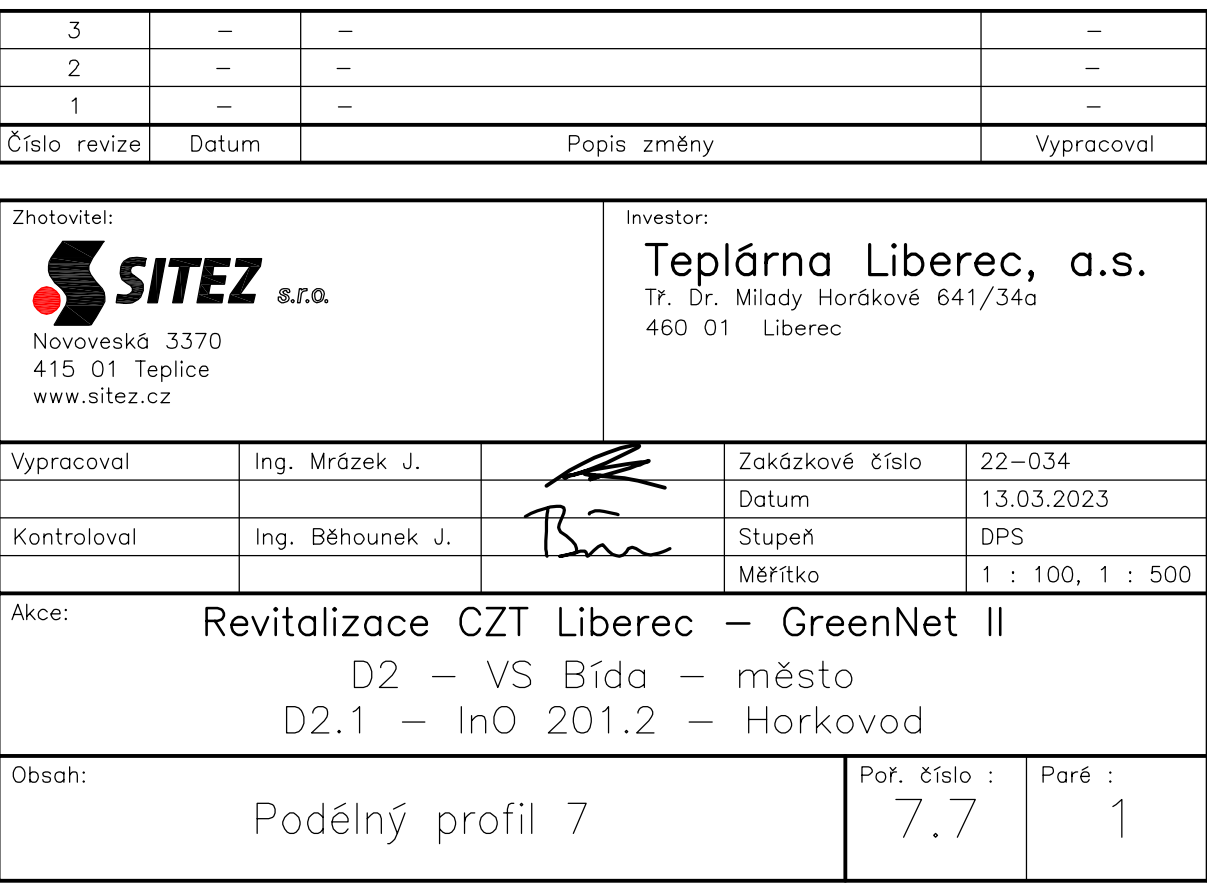 3 – – –
2 – – –
1 – – –
Číslo revize Datum Popis změny Vypracoval
Zhotovitel: Investor:
SITEZ s.r.o. Teplárna Liberec, a.s.
Tř. Dr. Milady Horákové 641/34a
Novoveská 3370 460 01 Liberec
415 01 Teplice
www.sitez.cz
Vypracoval Ing. Mrázek J. Zakázkové číslo 22–034
Datum 13.03.2023
Kontroloval Ing. Běhounek J. Stupeň DPS
Měřítko 1 : 100, 1 : 500
Akce: Revitalizace CZT Liberec – GreenNet II
D2 – VS Bída – město
D2.1 – InO 201.2 – Horkovod
Obsah: Poř. číslo : Paré :
Podélný profil 7 7.7 1